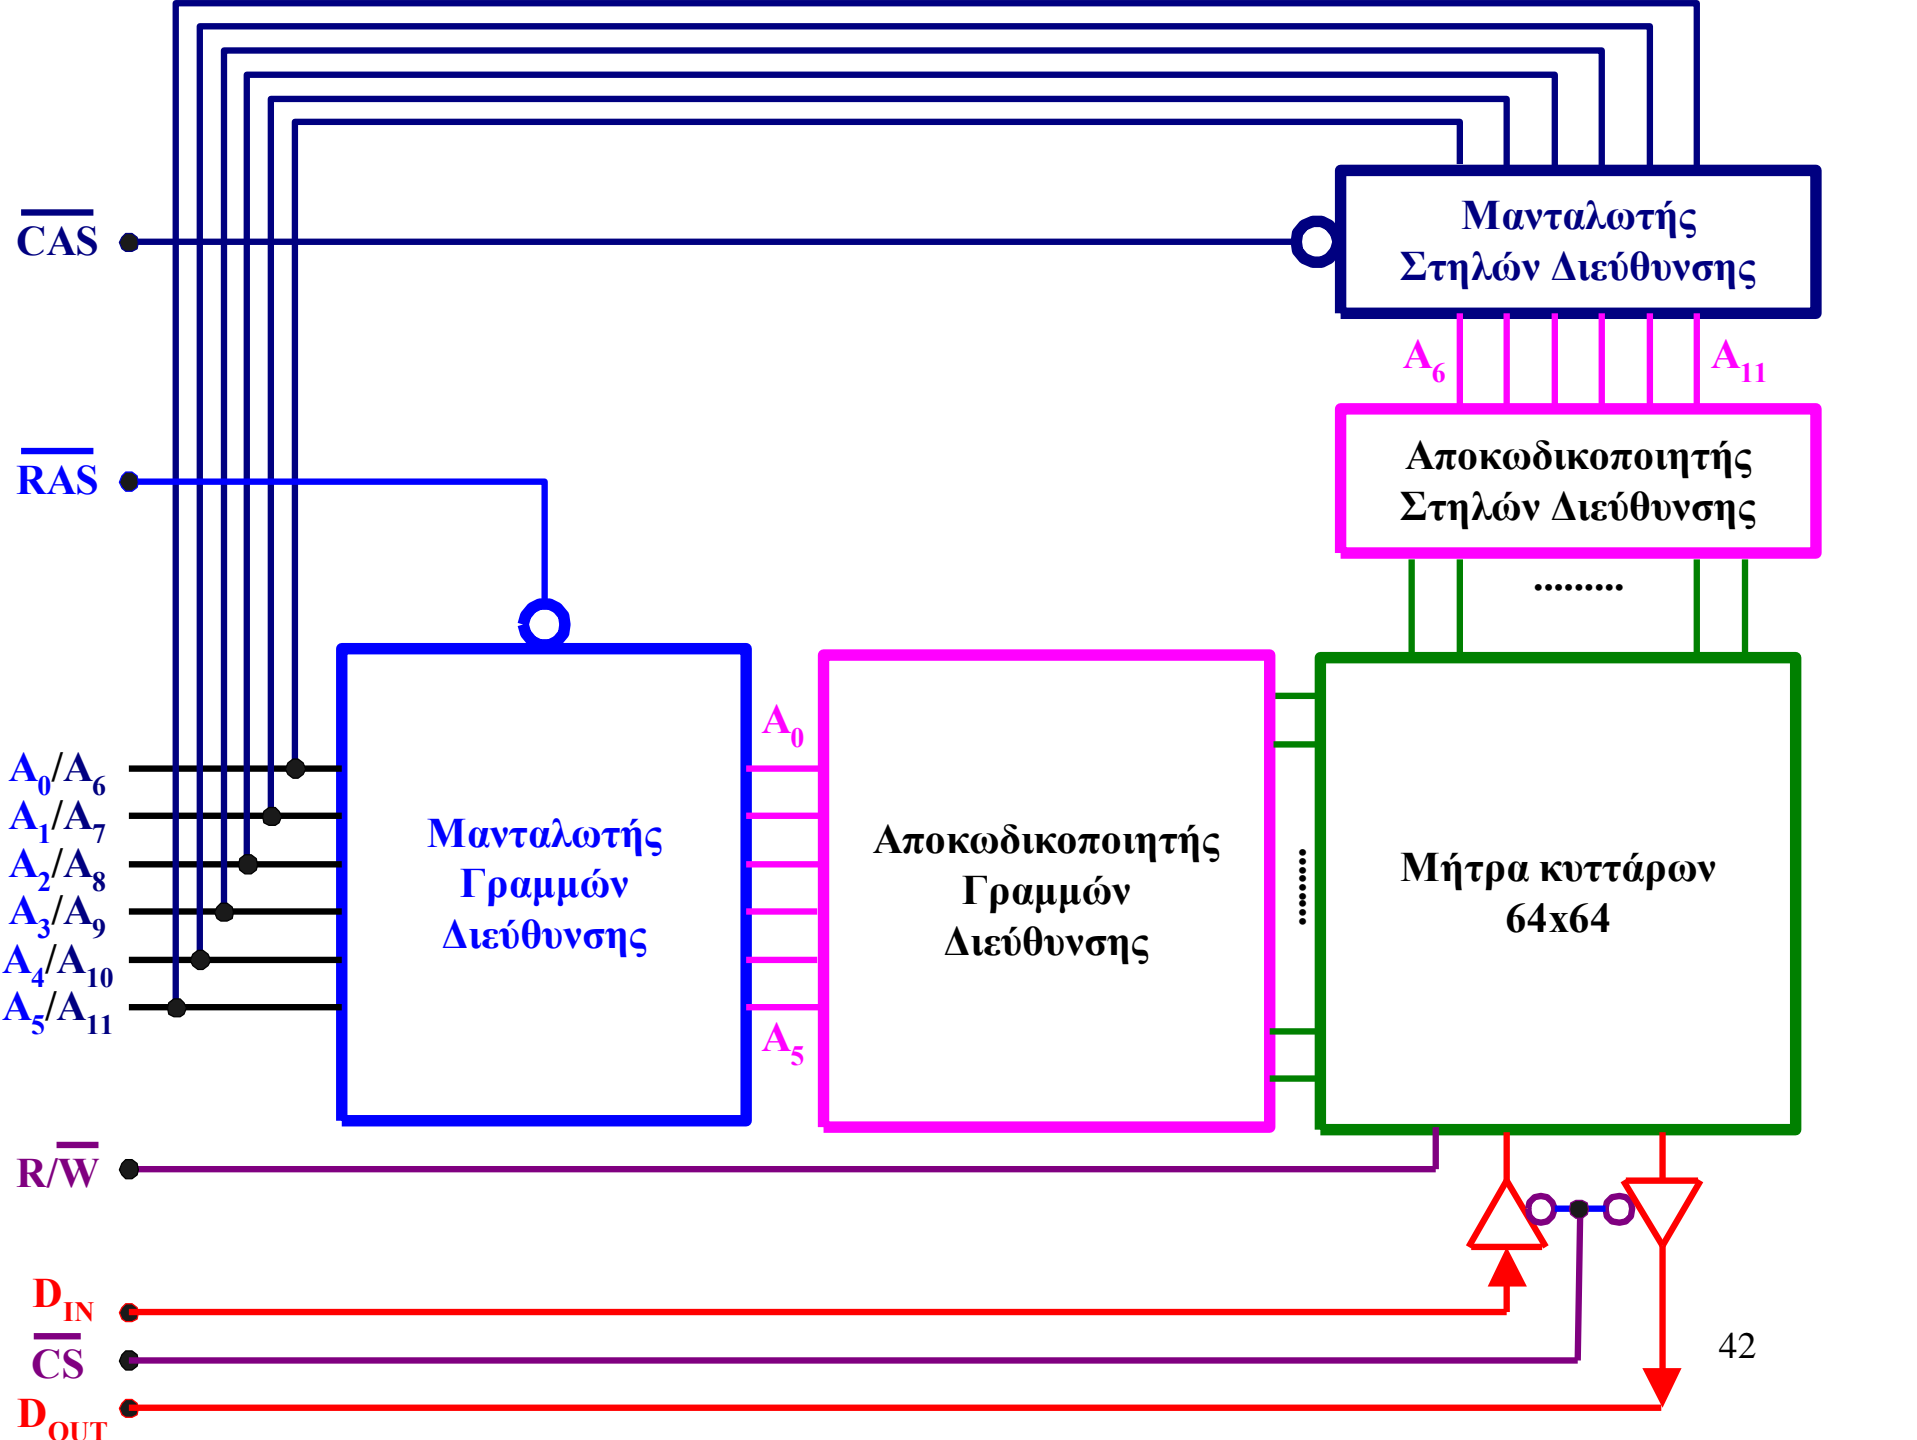 Μανταλωτής
Στηλών Διεύθυνσης
CAS
A6
A11
RAS
Αποκωδικοποιητής
Στηλών Διεύθυνσης
.........
A0
A0/A6
A1/A7
A2/A8
A3/A9
A4/A10
A5/A11
Μανταλωτής
Γραμμών
Διεύθυνσης
Αποκωδικοποιητής
Γραμμών
Διεύθυνσης
.........
Μήτρα κυττάρων
64x64
A5
R/W
DIN
CS
42
DOUT